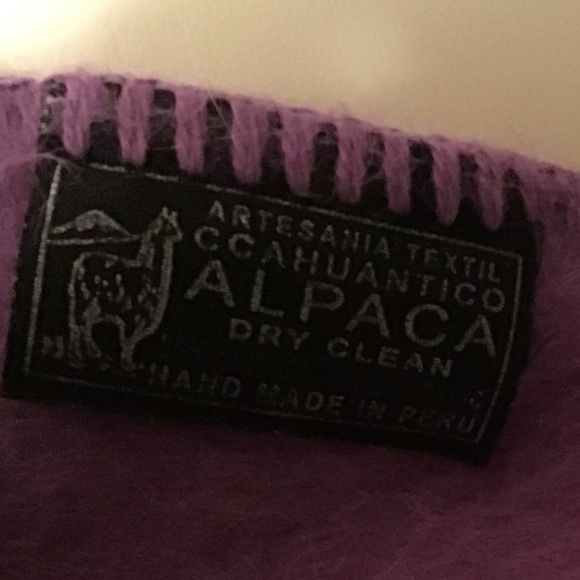 ARTESANIA TEXTIL
CCAHUANTICO
ALPACA
DRY CLEAN
HAND MADE IN PERU